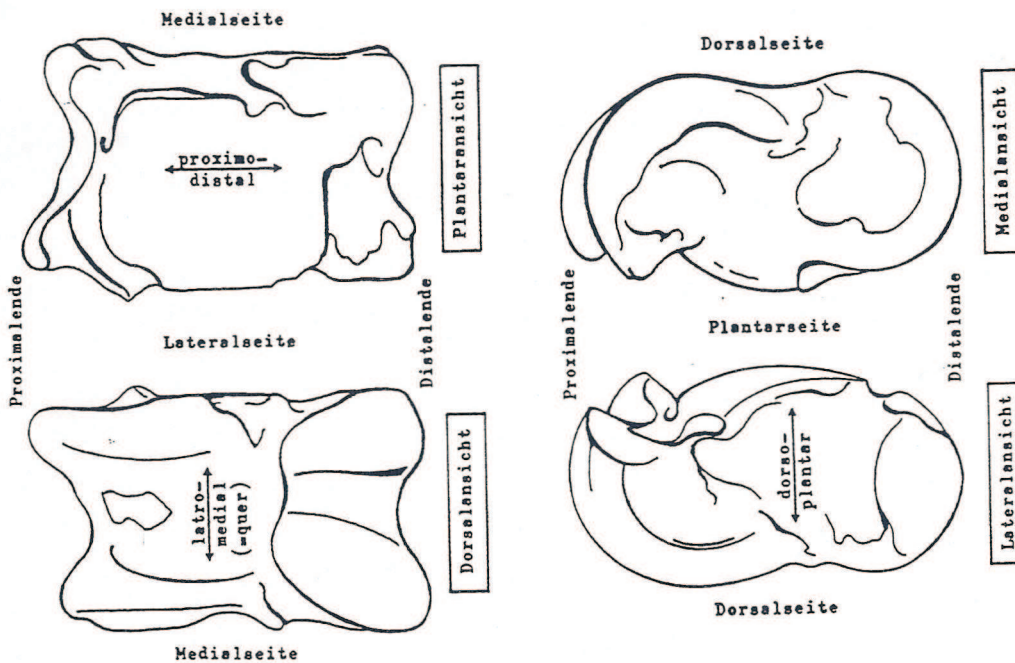 Medialseite
proximo-
distal
Plantaransicht
Proximalende
Lateralseite
Distalende
latro-
medial
(=quer)
Dorsalansicht
Medialseite
Dorsalseite
Medialansicht
Proximalende
Plantarseite
Distalende
dorso-
plantar
Lateralansicht
Dorsalseite